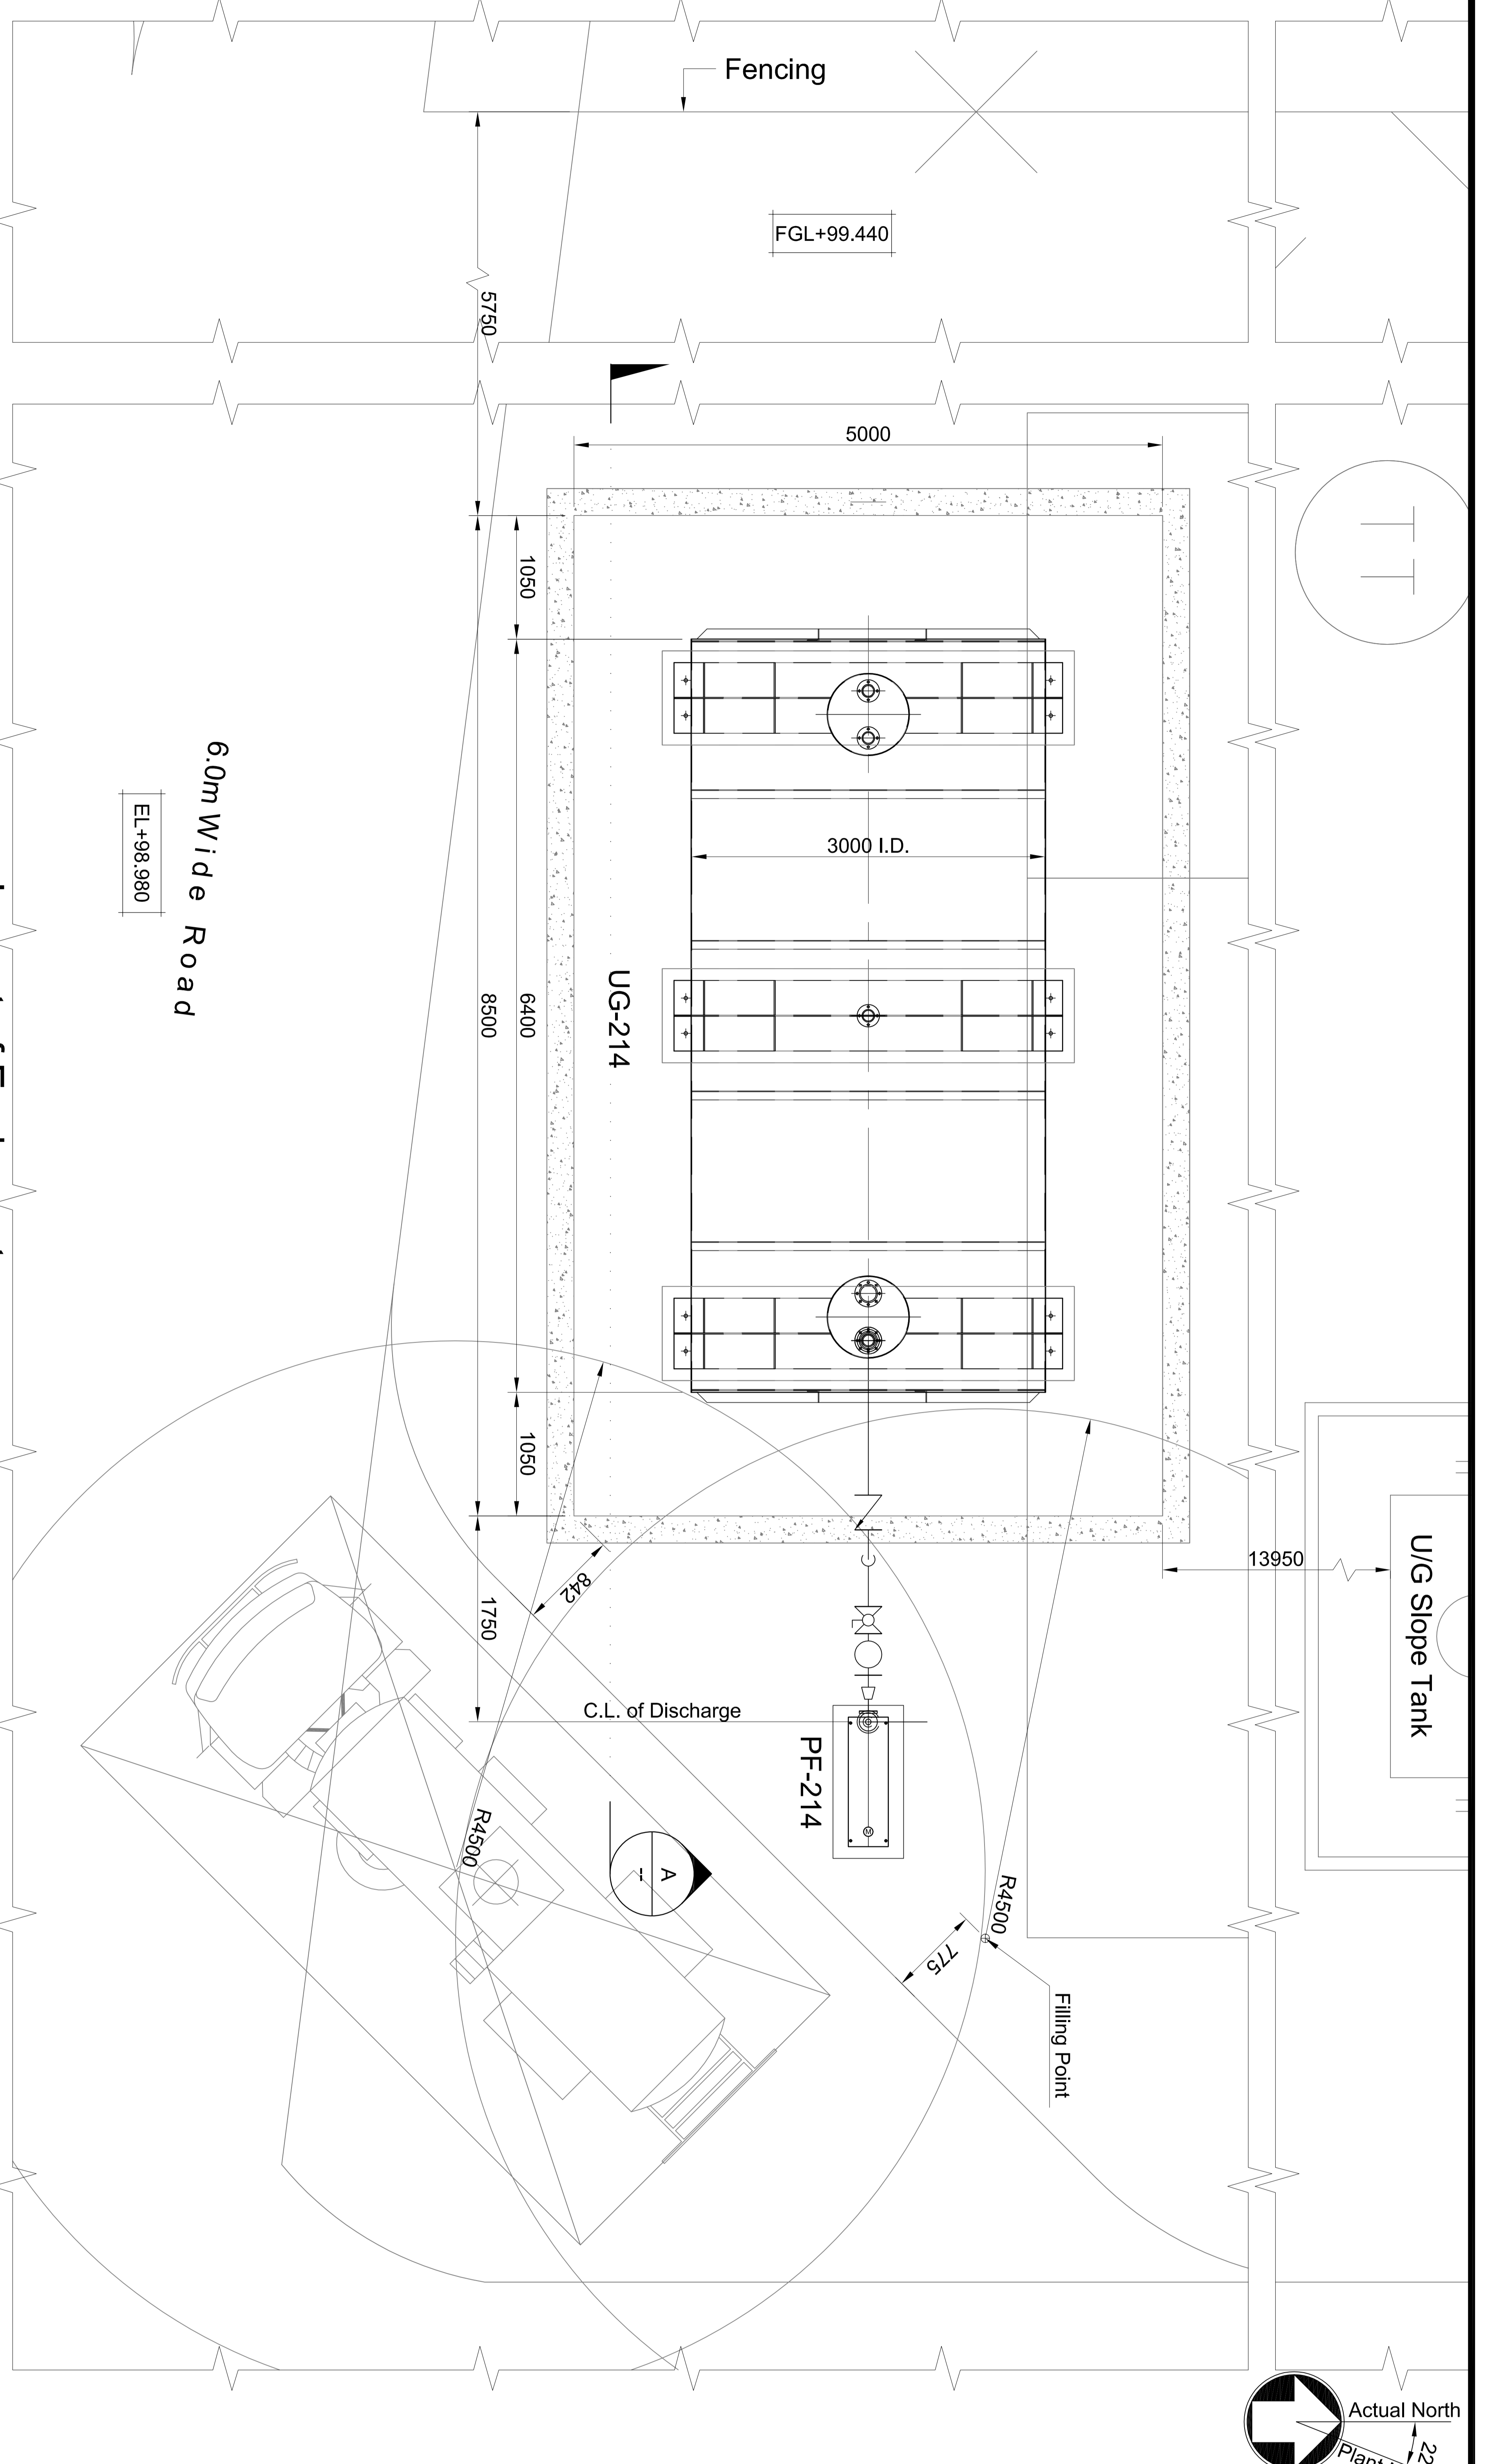 Fencing
FGL+99.440
5750
5000
1050
6.0m Wide Road
EL+98.980
3000 I.D.
UG-214
8500
6400
1050
842
1750
13950
U/G Slope Tank
C.L. of Discharge
PF-214
M
R4500
A
--
R4500
775
Filling Point
Actual North